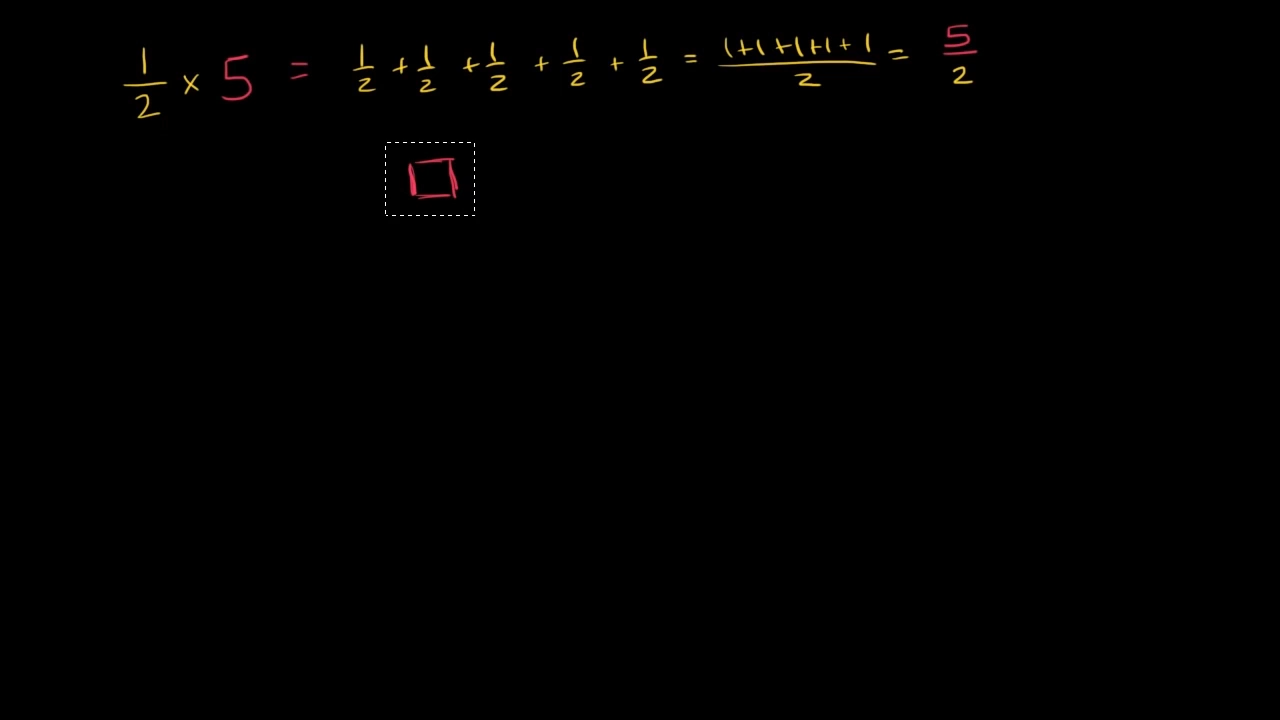 1/2 × 5 = 1/2 + 1/2 + 1/2 + 1/2 + 1/2 = (1+1+1+1+1)/2 = 5/2